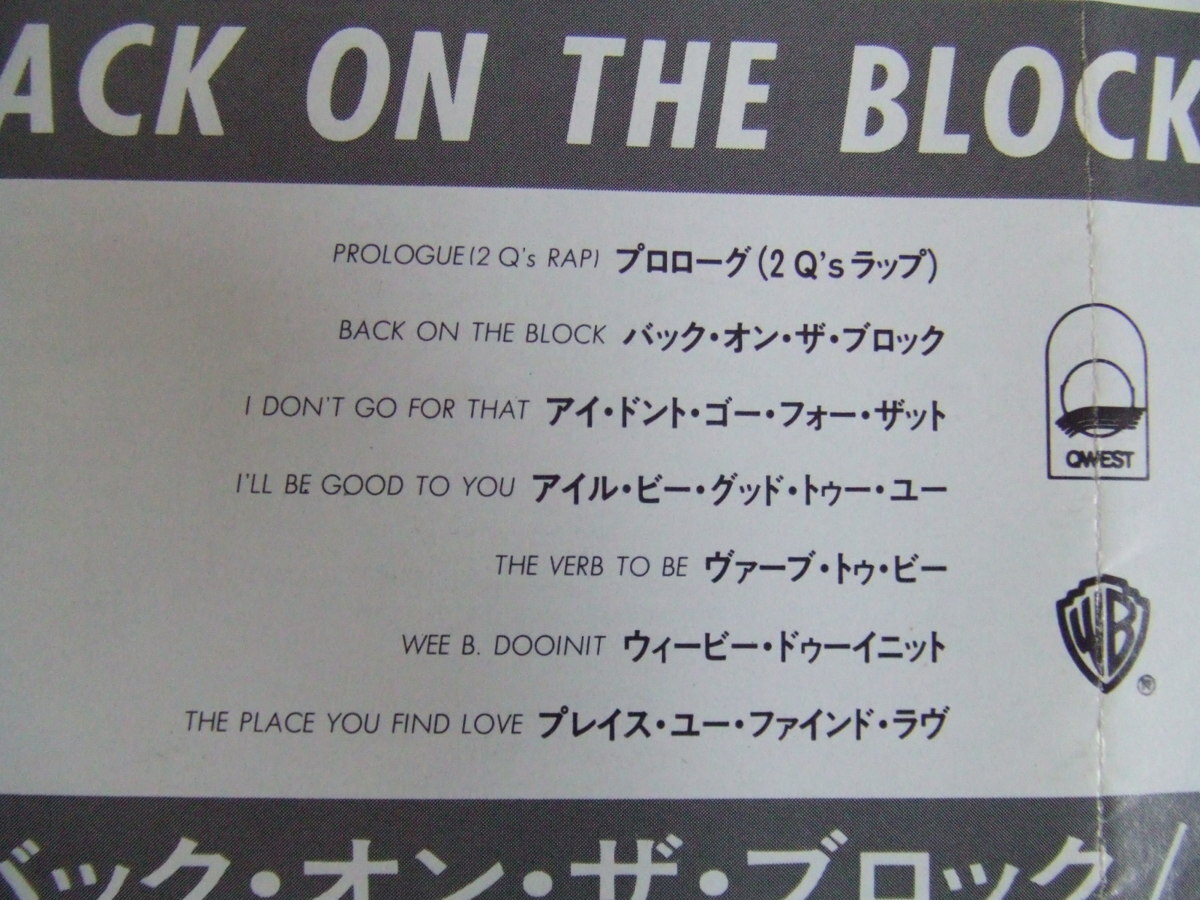 ACK ON THE BLOCK
PROLOGUE(2 Q's RAP) プロローグ(2 Q'sラップ)
BACK ON THE BLOCK バック・オン・ザ・ブロック
I DON'T GO FOR THAT アイ・ドント・ゴー・フォー・ザット
I'LL BE GOOD TO YOU アイル・ビー・グッド・トゥー・ユー
THE VERB TO BE ヴァーブ・トゥ・ビー
WEE B. DOOINIT ウィービー・ドゥーイニット
THE PLACE YOU FIND LOVE プレイス・ユー・ファインド・ラヴ
QWEST
WB
®
バック・オン・ザ・ブロック/